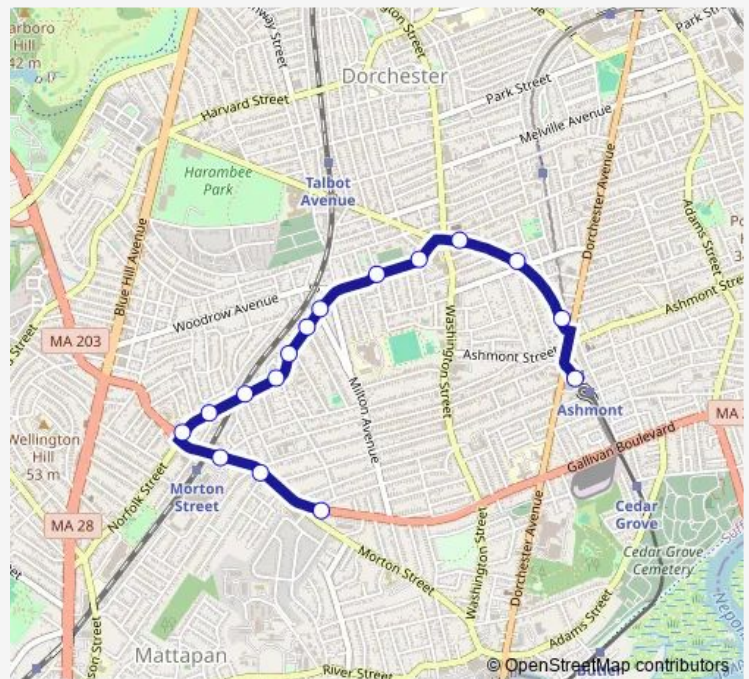 Hill
42 m
Harvard Street
Dorchester
Park Street
Melville Avenue
Harambee
Park
Talbot
Avenue
Blue Hill Avenue
Dorchester Avenue
Adams Street
Woodrow Avenue
MA 203
Washington Street
Ashmont Street
Milton Avenue
Ashmont
Wellington
Hill
53 m
Gallivan Boulevard
MA
Morton
Street
Norfolk Street
MA 28
Cedar
Grove
Washington Street
Dorchester Avenue
Cedar Grove
Cemetery
Morton Street
Adams Street
Mattapan
River Street
© OpenStreetMap contributors